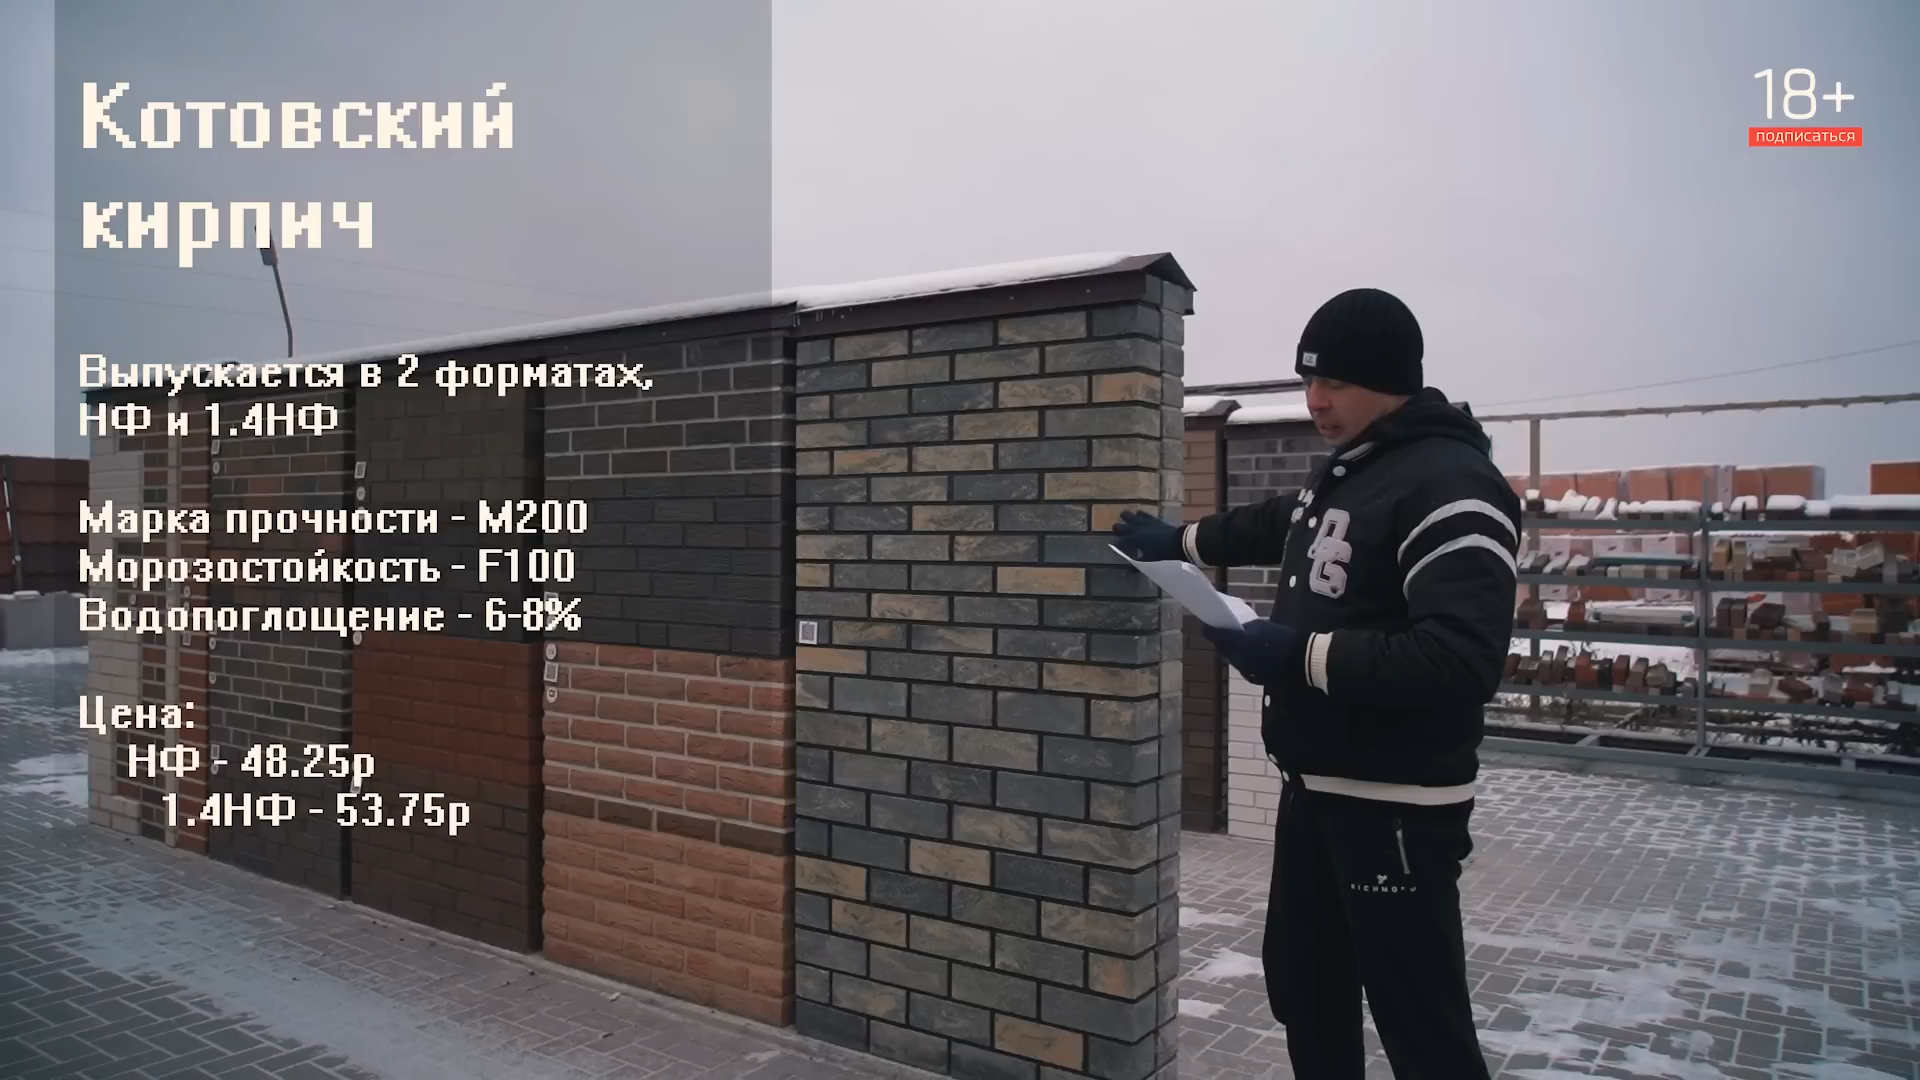 Котовский
кирпич
Выпускается в 2 форматах,
НФ и 1.4НФ
Марка прочности - М200
Морозостойкость - F100
Водопоглощение - 6-8%
Цена:
НФ - 48.25р
1.4НФ - 53.75р
18+
подписаться